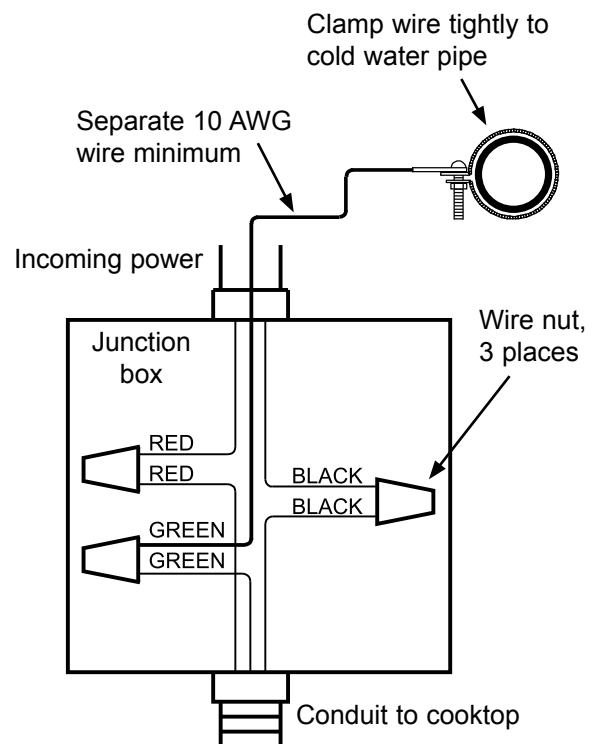 Clamp wire tightly to
cold water pipe
Separate 10 AWG
wire minimum
Incoming power
Junction
box
Wire nut,
3 places
RED
RED
BLACK
BLACK
GREEN
GREEN
Conduit to cooktop